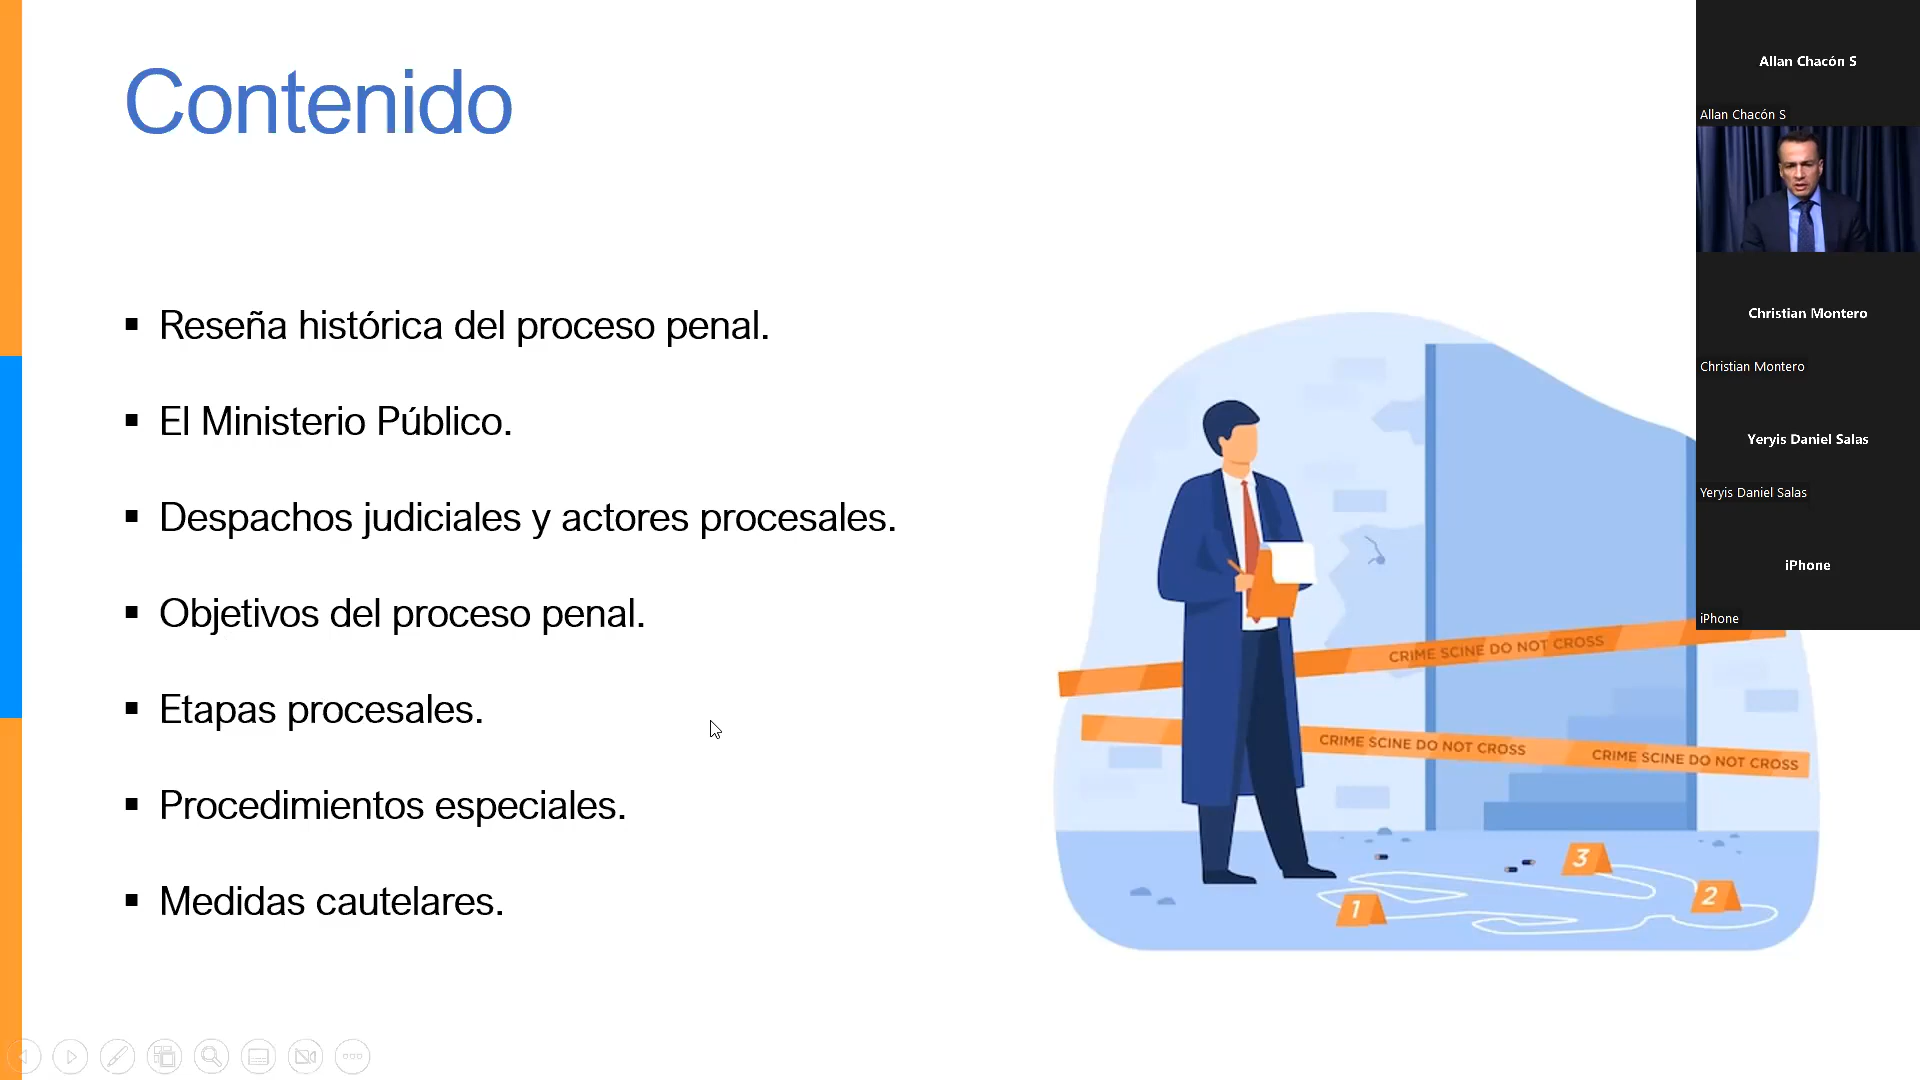 Contenido
▪ Reseña histórica del proceso penal.
▪ El Ministerio Público.
▪ Despachos judiciales y actores procesales.
▪ Objetivos del proceso penal.
▪ Etapas procesales.
▪ Procedimientos especiales.
▪ Medidas cautelares.
CRIME SCINE DO NOT CROSS
CRIME SCINE DO NOT CROSS
CRIME SCINE DO NOT CROSS
3
1
2
Allan Chacón S
Allan Chacón S
Christian Montero
Christian Montero
Yeryis Daniel Salas
Yeryis Daniel Salas
iPhone
iPhone